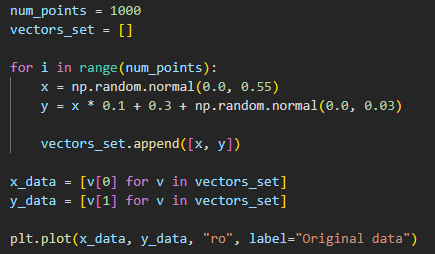 num_points = 1000
vectors_set = []
for i in range(num_points):
    x = np.random.normal(0.0, 0.55)
    y = x * 0.1 + 0.3 + np.random.normal(0.0, 0.03)
    vectors_set.append([x, y])
x_data = [v[0] for v in vectors_set]
y_data = [v[1] for v in vectors_set]
plt.plot(x_data, y_data, "ro", label="Original data")